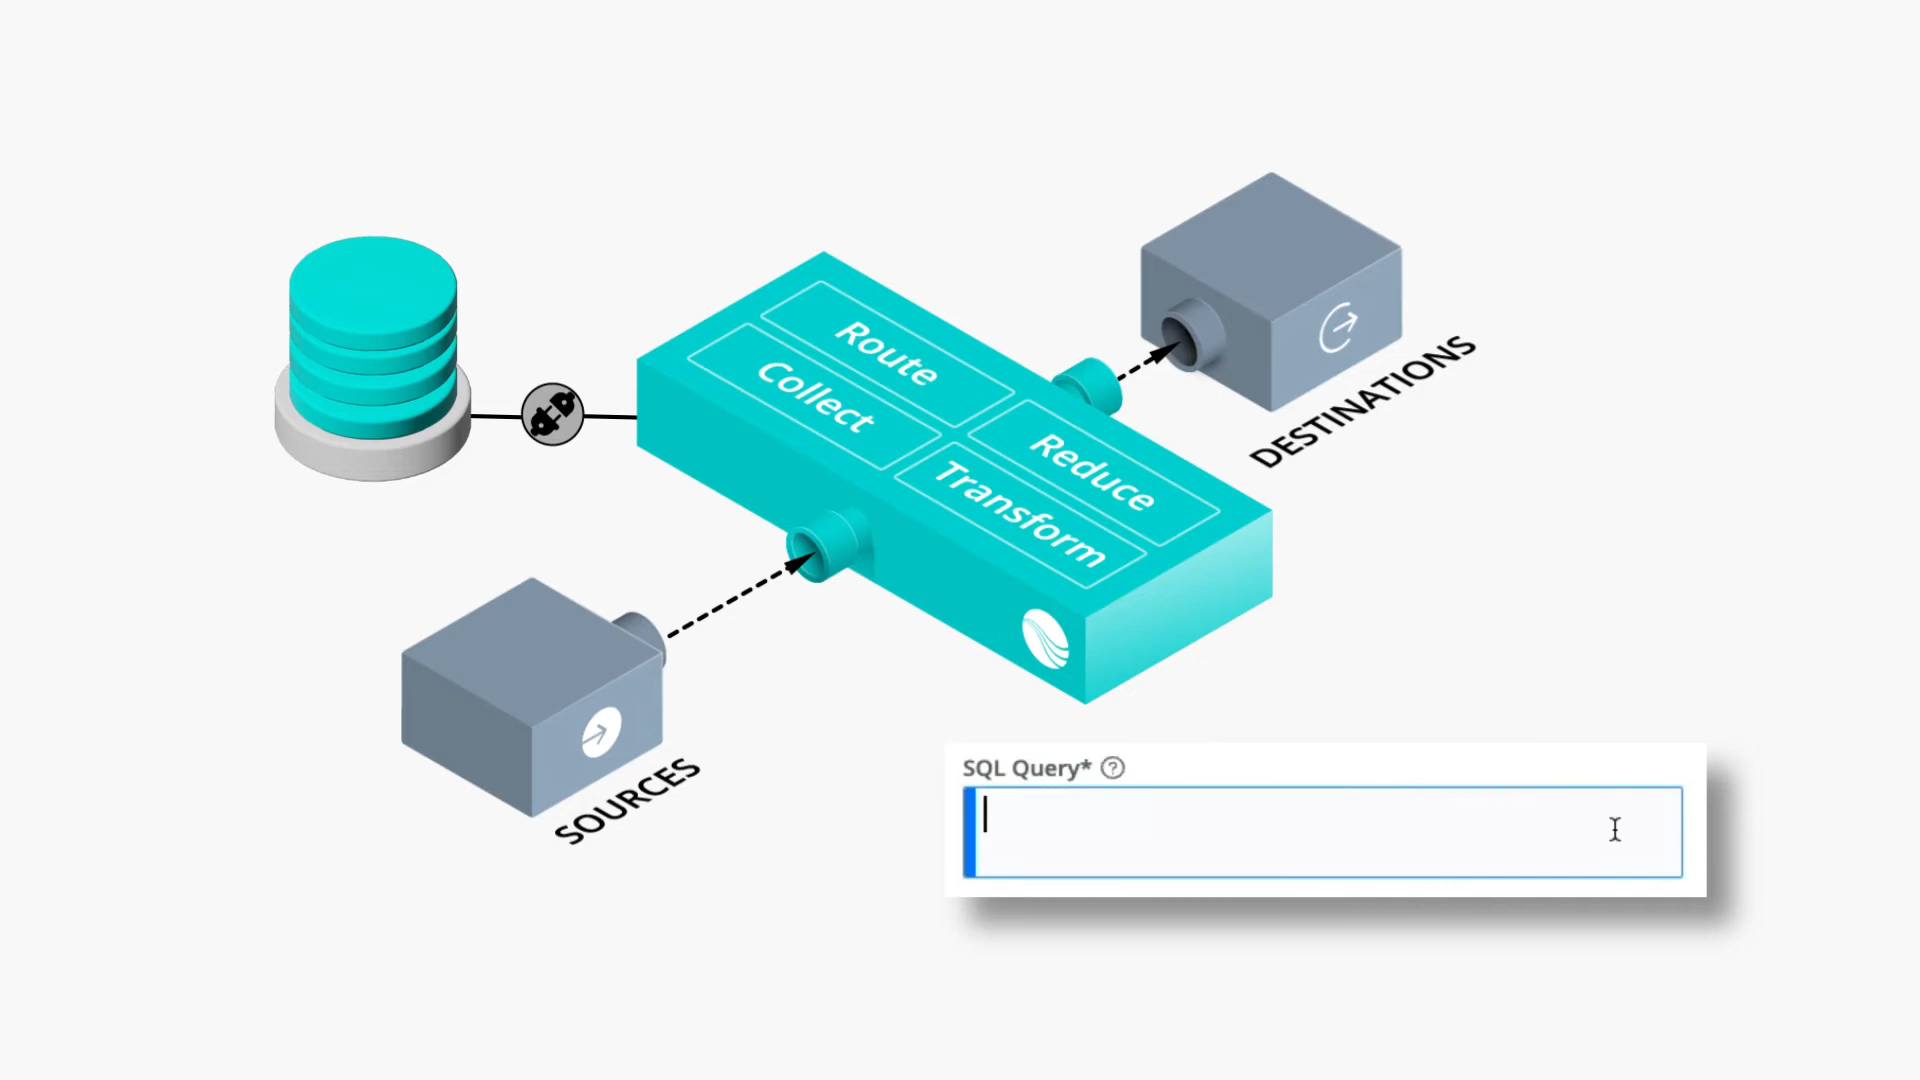 Route
Collect
Reduce
Transform
DESTINATIONS
SOURCES
SQL Query*
?